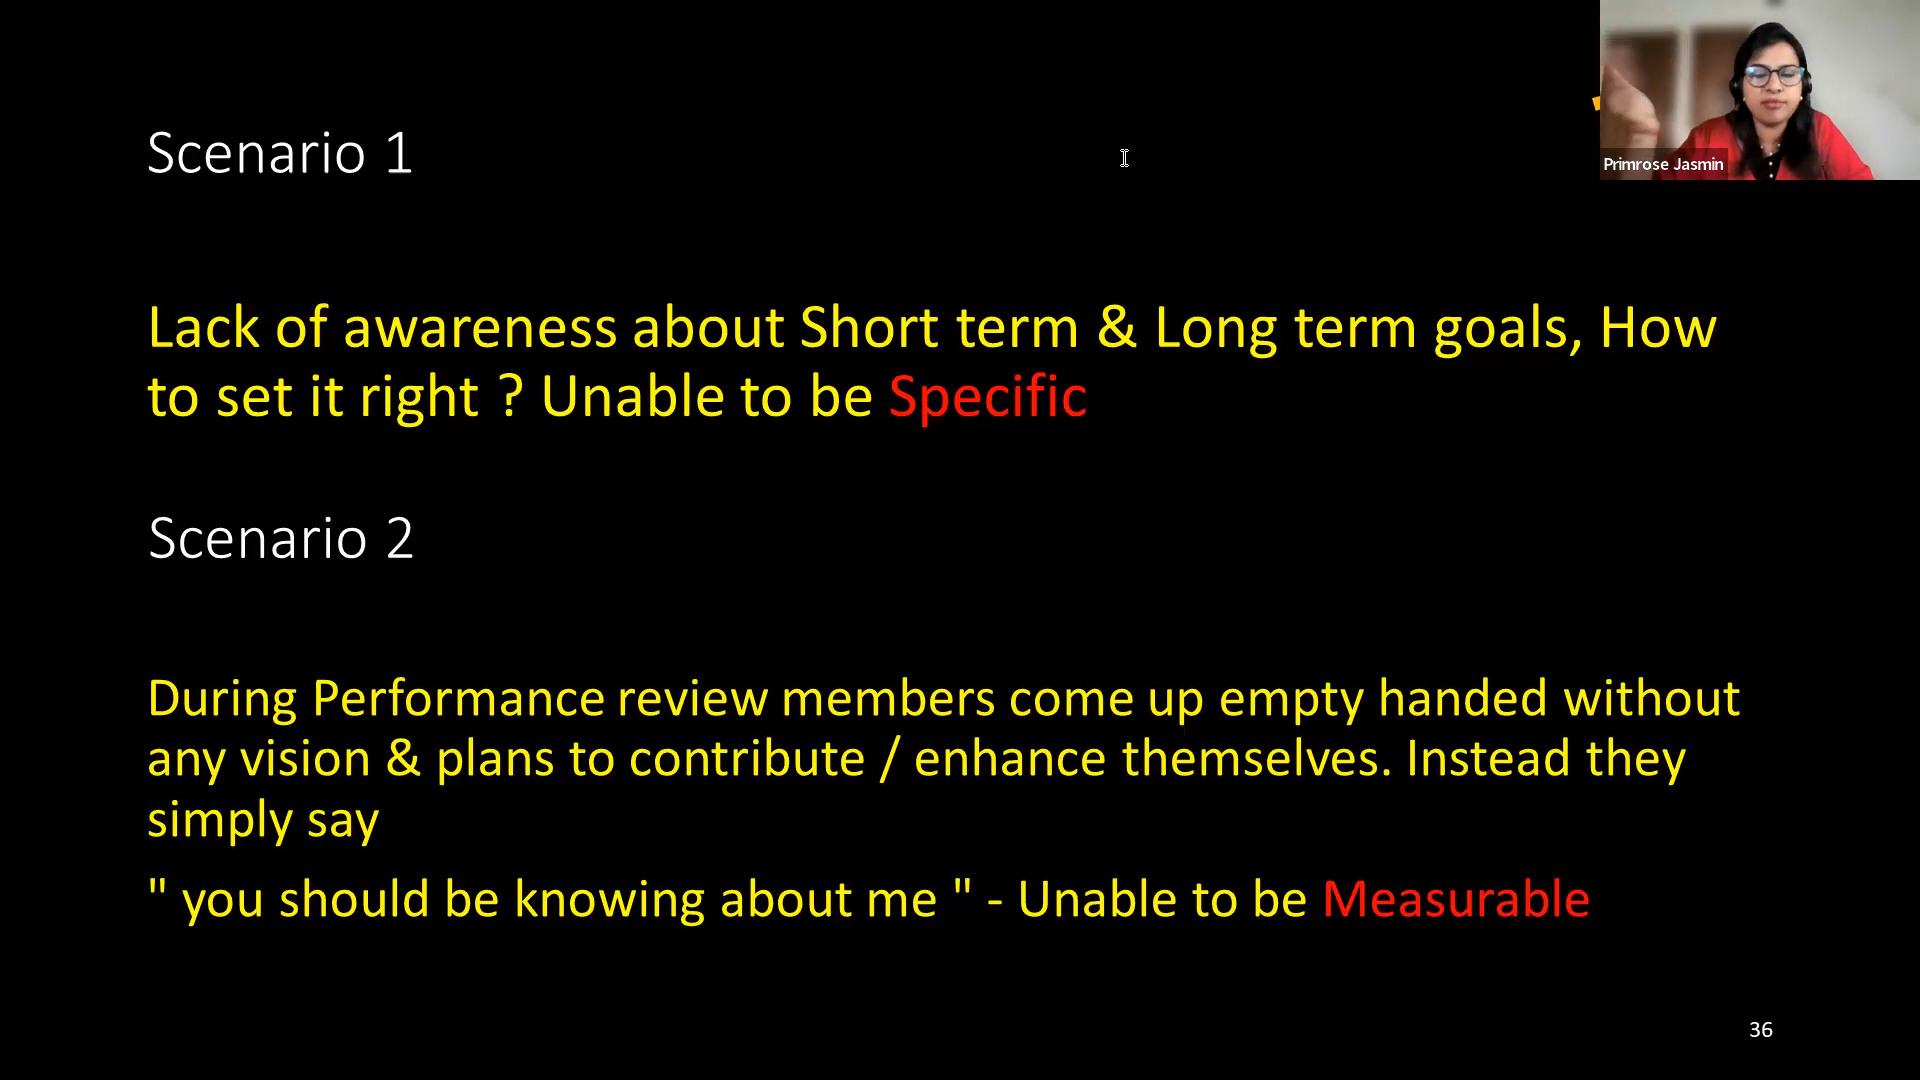 Scenario 1
Primrose Jasmin
Lack of awareness about Short term & Long term goals, How
to set it right ? Unable to be Specific
Scenario 2
During Performance review members come up empty handed without
any vision & plans to contribute / enhance themselves. Instead they
simply say
" you should be knowing about me " - Unable to be Measurable
36